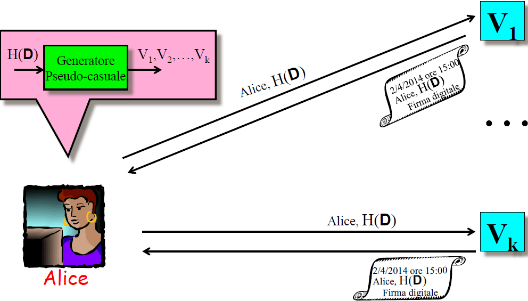 H(D)
Generatore
Pseudo-casuale
V1,V2,…,Vk
Alice, H(D)
V1
2/4/2014 ore 15:00
Alice, H(D)
Firma digitale
• • •
Alice
Alice, H(D)
Vk
2/4/2014 ore 15:00
Alice, H(D)
Firma digitale